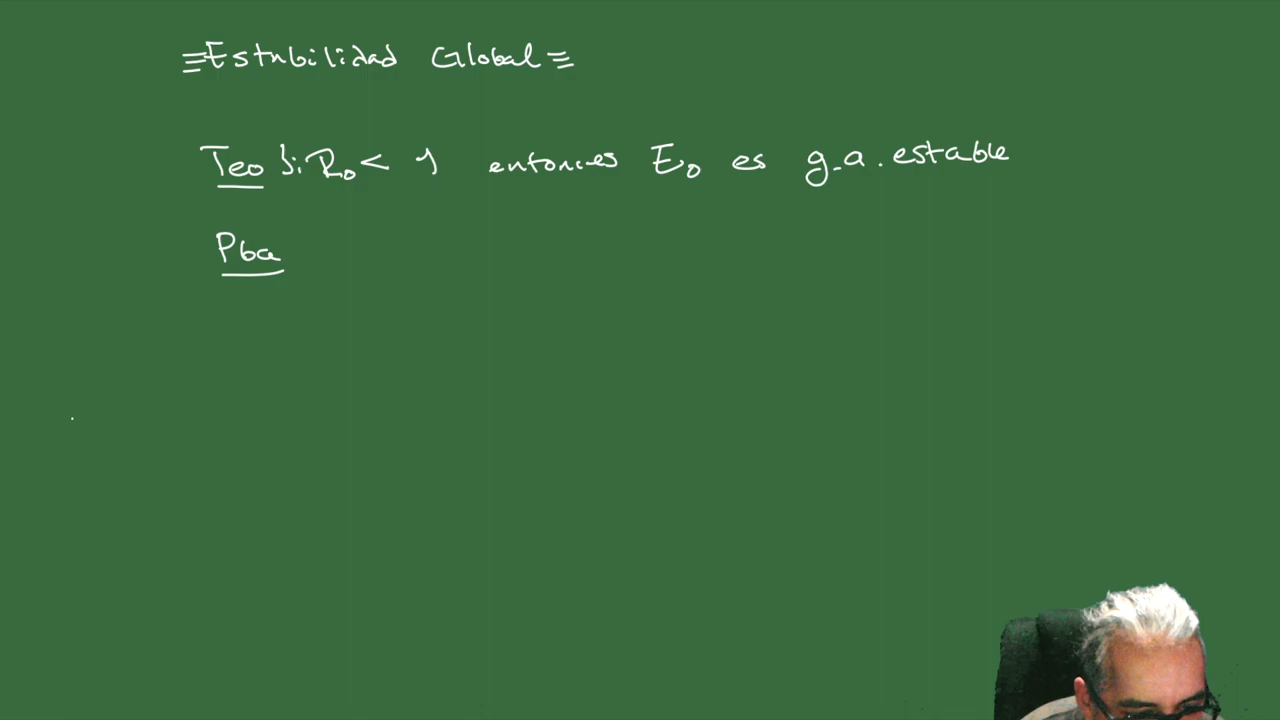 ≡Estabilidad Global≡
Teo Si R₀ < 1 entonces E₀ es g.a. estable
Pba